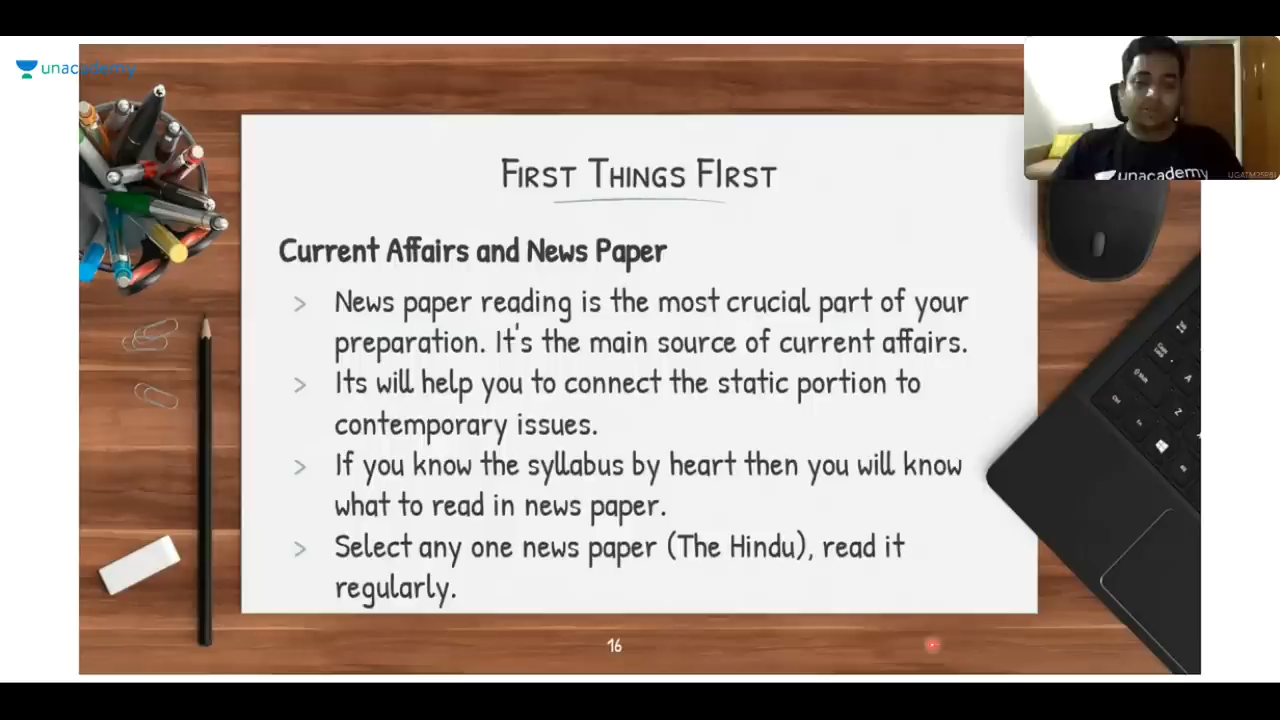 unacademy
First Things FIrst
Current Affairs and News Paper
> News paper reading is the most crucial part of your
preparation. It's the main source of current affairs.
> Its will help you to connect the static portion to
contemporary issues.
> If you know the syllabus by heart then you will know
what to read in news paper.
> Select any one news paper (The Hindu), read it
regularly.
16
unacademy